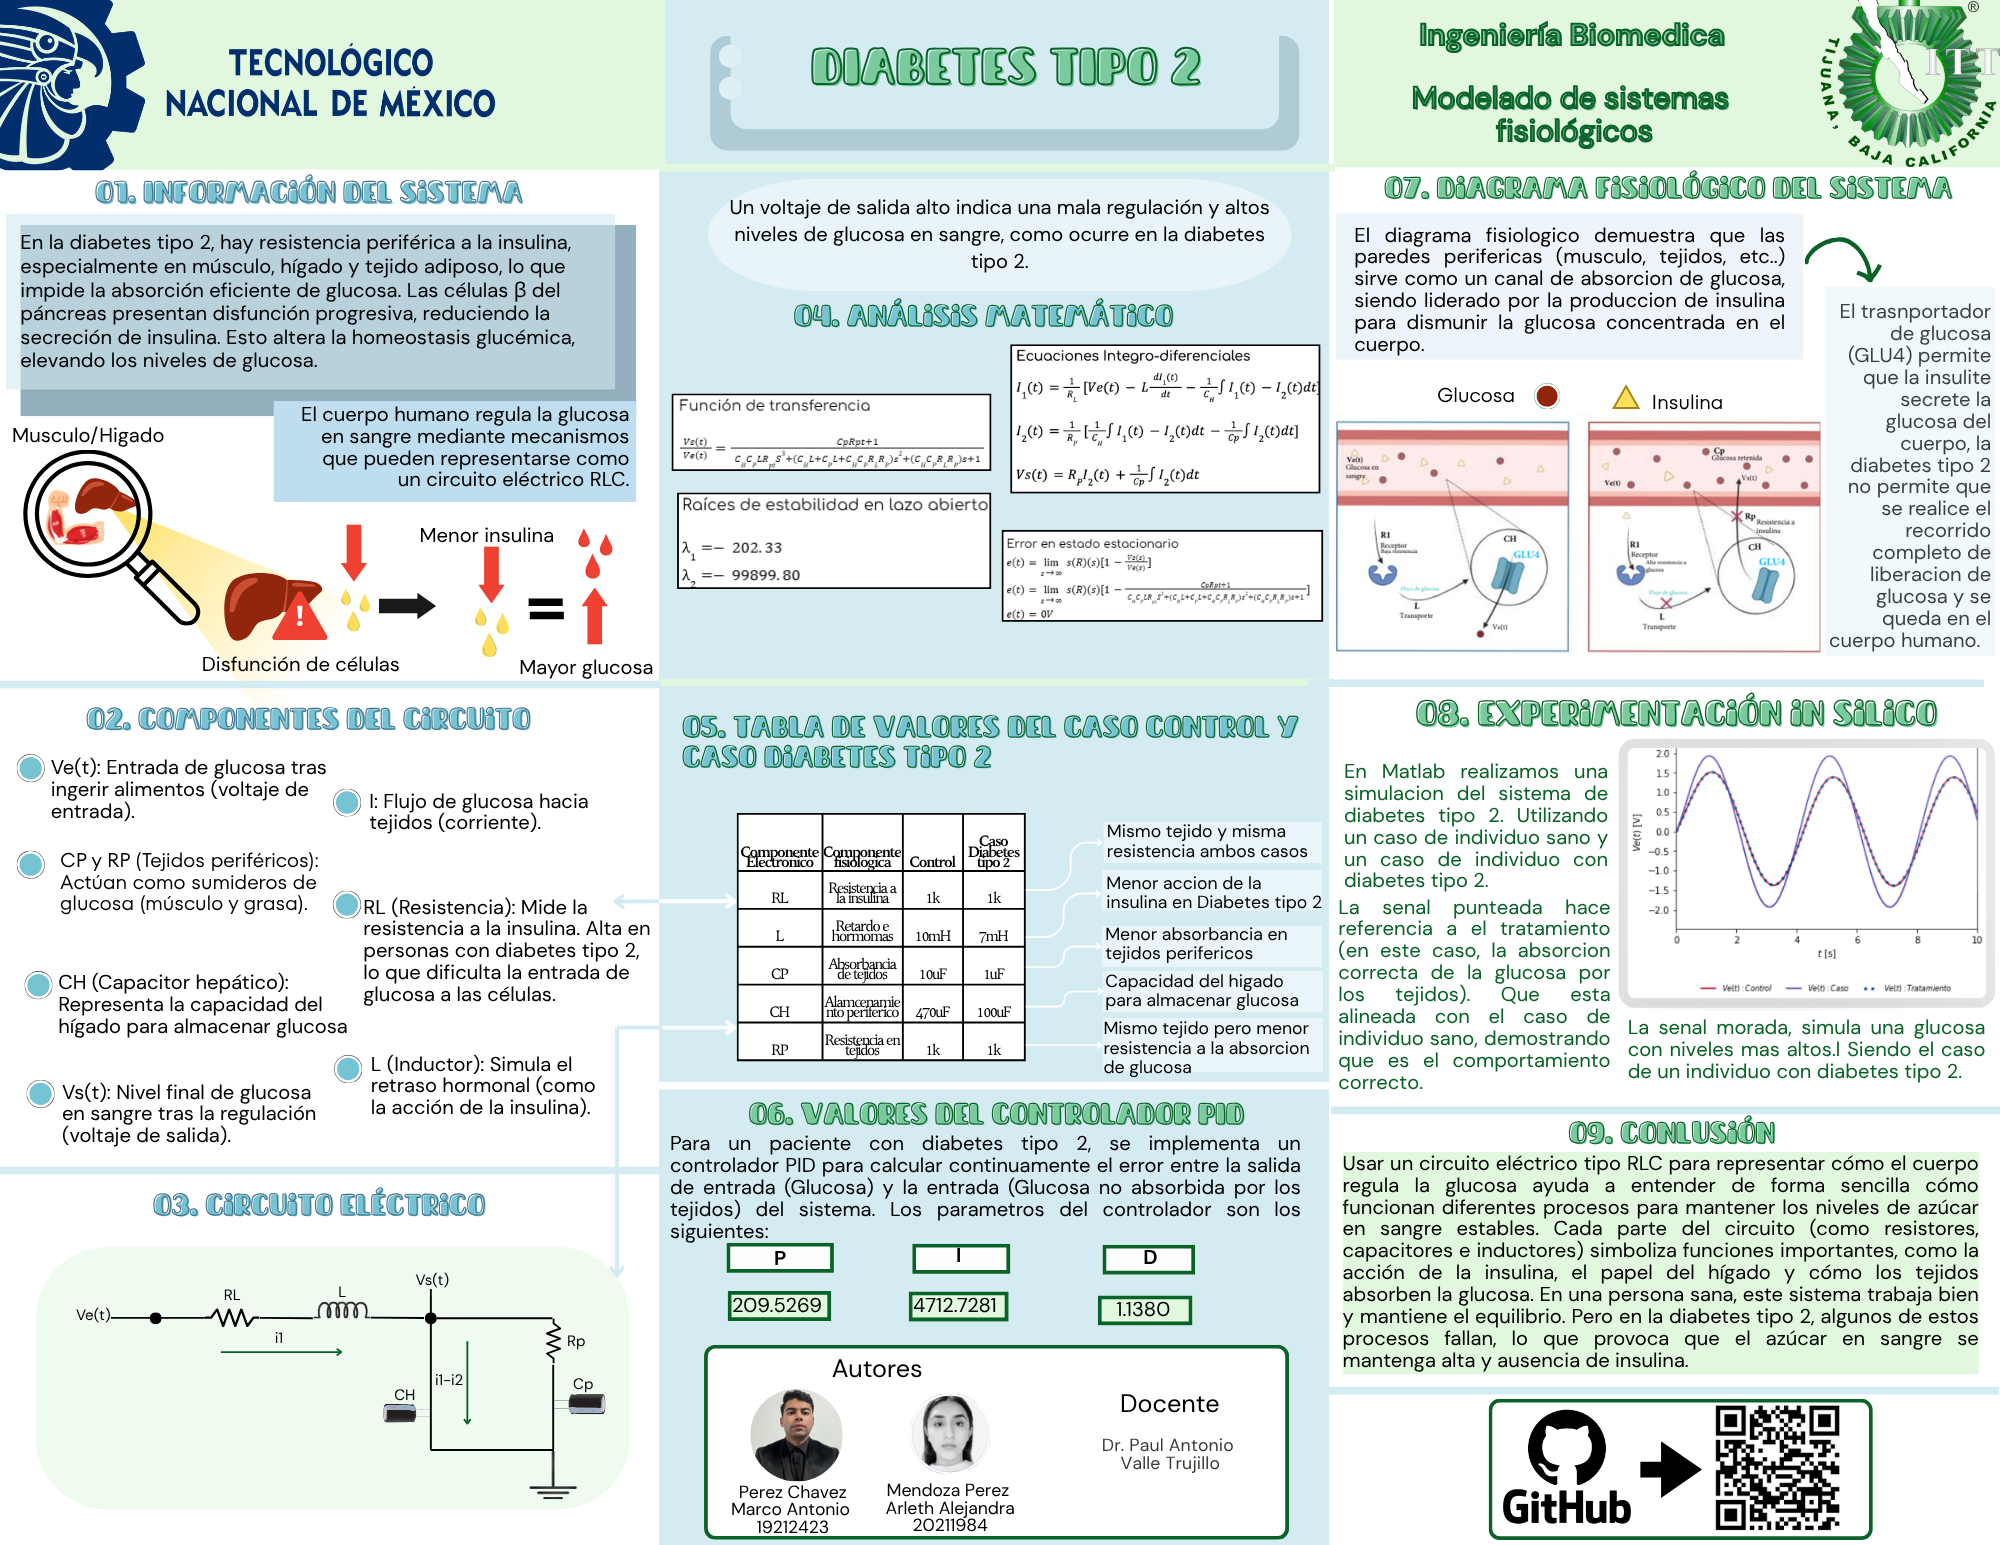 TECNOLÓGICO
NACIONAL DE MÉXICO
DIABETES TIPO 2
Ingeniería Biomedica
Modelado de sistemas
fisiológicos
TIJUANA, BAJA CALIFORNIA
ITT
®
01. INFORMACIÓN DEL SISTEMA
En la diabetes tipo 2, hay resistencia periférica a la insulina,
especialmente en músculo, hígado y tejido adiposo, lo que
impide la absorción eficiente de glucosa. Las células β del
páncreas presentan disfunción progresiva, reduciendo la
secreción de insulina. Esto altera la homeostasis glucémica,
elevando los niveles de glucosa.
El cuerpo humano regula la glucosa
en sangre mediante mecanismos
que pueden representarse como
un circuito eléctrico RLC.
Musculo/Higado
Menor insulina
Disfunción de células
Mayor glucosa
02. COMPONENTES DEL CIRCUITO
Ve(t): Entrada de glucosa tras
ingerir alimentos (voltaje de
entrada).
CP y RP (Tejidos periféricos):
Actúan como sumideros de
glucosa (músculo y grasa).
CH (Capacitor hepático):
Representa la capacidad del
hígado para almacenar glucosa
Vs(t): Nivel final de glucosa
en sangre tras la regulación
(voltaje de salida).
I: Flujo de glucosa hacia
tejidos (corriente).
RL (Resistencia): Mide la
resistencia a la insulina. Alta en
personas con diabetes tipo 2,
lo que dificulta la entrada de
glucosa a las células.
L (Inductor): Simula el
retraso hormonal (como
la acción de la insulina).
03. CIRCUITO ELÉCTRICO
Ve(t)
RL
L
Vs(t)
i1
i1-i2
Rp
CH
Cp
Un voltaje de salida alto indica una mala regulación y altos
niveles de glucosa en sangre, como ocurre en la diabetes
tipo 2.
04. ANÁLISIS MATEMÁTICO
Función de transferencia
Vs(t)/Ve(t) = CpRpt+1 / C_H C_P LR_pt S^3+(C_H L+C_P L+C_H C_P R_L R_P)s^2+(C_H C_P R_L R_P)s+1
Raíces de estabilidad en lazo abierto
λ_1 =− 202.33
λ_2 =− 99899.80
Ecuaciones Integro-diferenciales
I_1(t) = 1/R_L [Ve(t) − L dI_1(t)/dt − 1/C_H ∫ I_1(t) − I_2(t)dt]
I_2(t) = 1/R_P [1/C_H ∫ I_1(t) − I_2(t)dt − 1/Cp ∫ I_2(t)dt]
Vs(t) = R_P I_2(t) + 1/Cp ∫ I_2(t)dt
Error en estado estacionario
e(t) = lim s→∞ s(R)(s)[1 − Vs(s)/Ve(s)]
e(t) = lim s→∞ s(R)(s)[1 − CpRpt+1 / C_H C_P LR_pt S^3+(C_H L+C_P L+C_H C_P R_L R_P)s^2+(C_H C_P R_L R_P)s+1]
e(t) = 0V
05. TABLA DE VALORES DEL CASO CONTROL Y
CASO DIABETES TIPO 2
Componente Electronico | Componente fisiologica | Control | Caso Diabetes tipo 2
RL | Resistencia a la insulina | 1k | 1k
L | Retardo e hormomas | 10mH | 7mH
CP | Absorbancia de tejidos | 10uF | 1uF
CH | Alamcenamiento periferico | 470uF | 100uF
RP | Resistencia en tejidos | 1k | 1k
Mismo tejido y misma
resistencia ambos casos
Menor accion de la
insulina en Diabetes tipo 2
Menor absorbancia en
tejidos perifericos
Capacidad del higado
para almacenar glucosa
Mismo tejido pero menor
resistencia a la absorcion
de glucosa
06. VALORES DEL CONTROLADOR PID
Para un paciente con diabetes tipo 2, se implementa un
controlador PID para calcular continuamente el error entre la salida
de entrada (Glucosa) y la entrada (Glucosa no absorbida por los
tejidos) del sistema. Los parametros del controlador son los
siguientes:
P
I
D
209.5269
4712.7281
1.1380
Autores
Perez Chavez
Marco Antonio
19212423
Mendoza Perez
Arleth Alejandra
20211984
Docente
Dr. Paul Antonio
Valle Trujillo
07. DIAGRAMA FISIOLÓGICO DEL SISTEMA
El diagrama fisiologico demuestra que las
paredes perifericas (musculo, tejidos, etc..)
sirve como un canal de absorcion de glucosa,
siendo liderado por la produccion de insulina
para dismunir la glucosa concentrada en el
cuerpo.
El trasnportador
de glucosa
(GLU4) permite
que la insulite
secrete la
glucosa del
cuerpo, la
diabetes tipo 2
no permite que
se realice el
recorrido
completo de
liberacion de
glucosa y se
queda en el
cuerpo humano.
Glucosa
Insulina
Ve(t)
Glucosa en
sangre
R1
Receptor
Baja resistencia
CH
GLU4
Flujo de glucosa
L
Transporte
Vs(t)
Cp
Glucosa retenida
Ve(t)
Vs(t)
Rp
Resistencia a
insulina
R1
Receptor
Alta resistencia a
glucosa
CH
GLU4
Flujo de glucosa
L
Transporte
08. EXPERIMENTACIÓN IN SILICO
En Matlab realizamos una
simulacion del sistema de
diabetes tipo 2. Utilizando
un caso de individuo sano y
un caso de individuo con
diabetes tipo 2.
La senal punteada hace
referencia a el tratamiento
(en este caso, la absorcion
correcta de la glucosa por
los tejidos). Que esta
alineada con el caso de
individuo sano, demostrando
que es el comportamiento
correcto.
Ve(t) [V]
2.0
1.5
1.0
0.5
0.0
−0.5
−1.0
−1.5
−2.0
0 2 4 6 8 10
t [s]
Ve(t) : Control
Ve(t) : Caso
Ve(t) : Tratamiento
La senal morada, simula una glucosa
con niveles mas altos.l Siendo el caso
de un individuo con diabetes tipo 2.
09. CONLUSIÓN
Usar un circuito eléctrico tipo RLC para representar cómo el cuerpo
regula la glucosa ayuda a entender de forma sencilla cómo
funcionan diferentes procesos para mantener los niveles de azúcar
en sangre estables. Cada parte del circuito (como resistores,
capacitores e inductores) simboliza funciones importantes, como la
acción de la insulina, el papel del hígado y cómo los tejidos
absorben la glucosa. En una persona sana, este sistema trabaja bien
y mantiene el equilibrio. Pero en la diabetes tipo 2, algunos de estos
procesos fallan, lo que provoca que el azúcar en sangre se
mantenga alta y ausencia de insulina.
GitHub